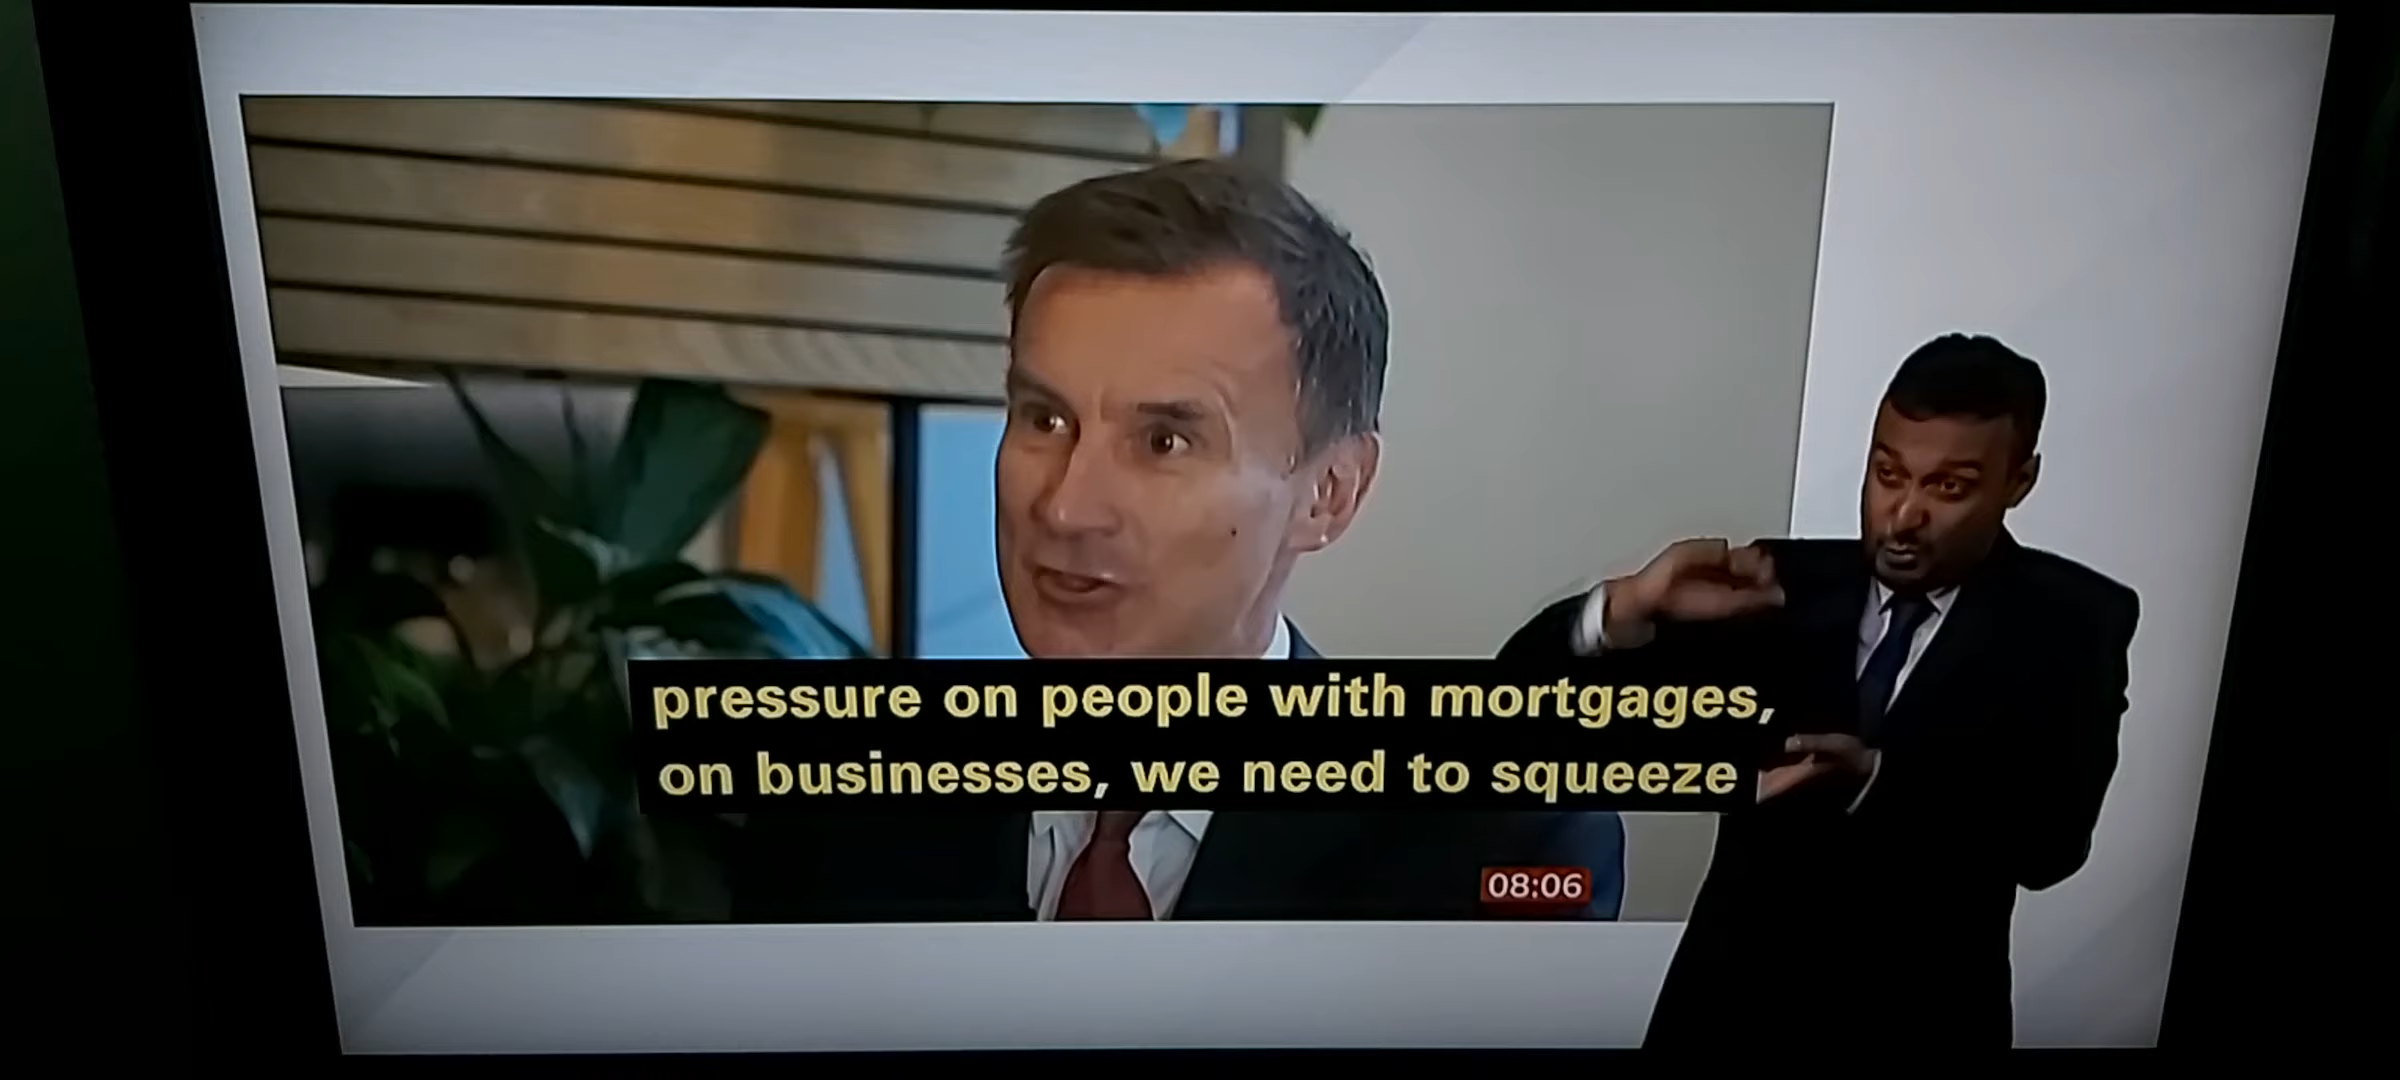 pressure on people with mortgages,
on businesses, we need to squeeze
08:06